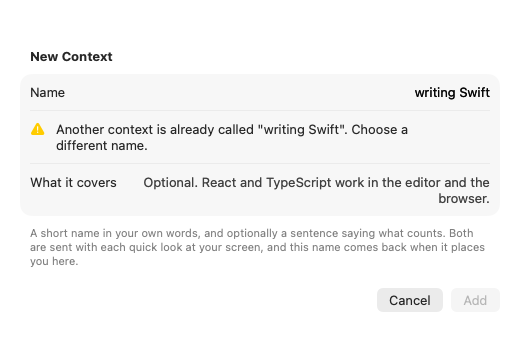 New Context
Name
writing Swift
Another context is already called "writing Swift". Choose a
different name.
What it covers
Optional. React and TypeScript work in the editor and the
browser.
A short name in your own words, and optionally a sentence saying what counts. Both
are sent with each quick look at your screen, and this name comes back when it places
you here.
Cancel
Add